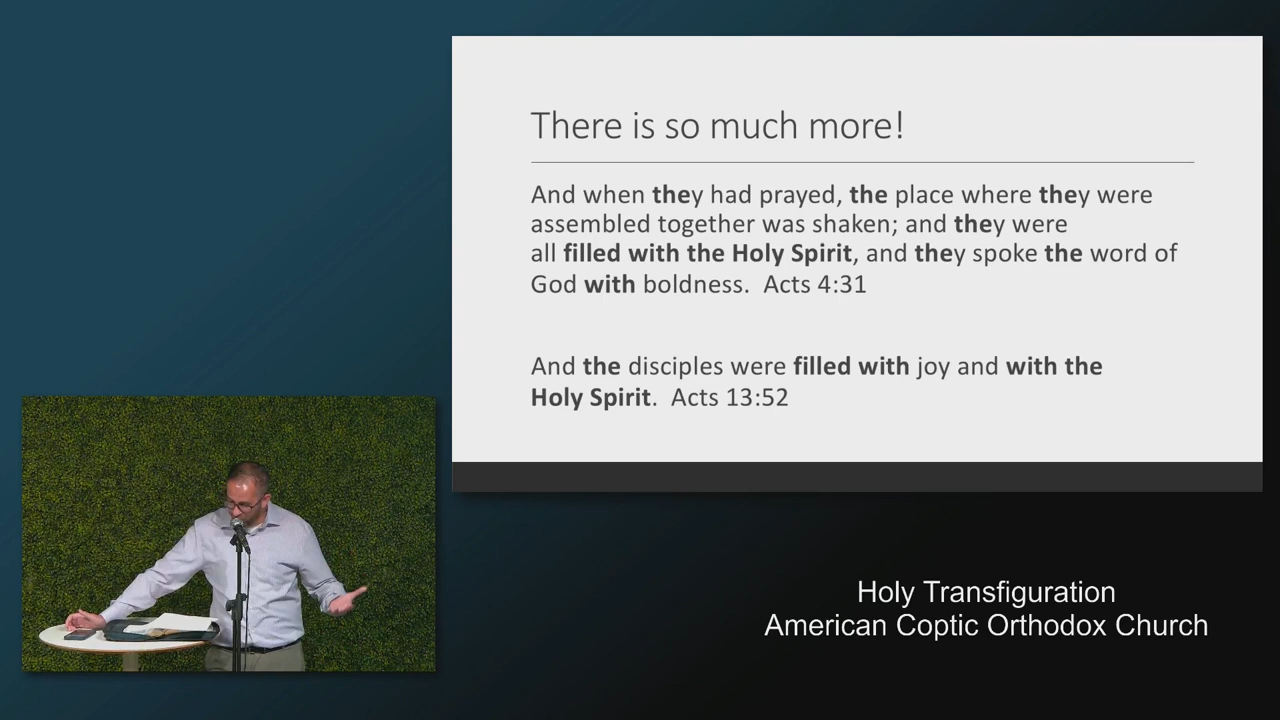 There is so much more!
And when they had prayed, the place where they were
assembled together was shaken; and they were
all filled with the Holy Spirit, and they spoke the word of
God with boldness.  Acts 4:31
And the disciples were filled with joy and with the
Holy Spirit.  Acts 13:52
Holy Transfiguration
American Coptic Orthodox Church